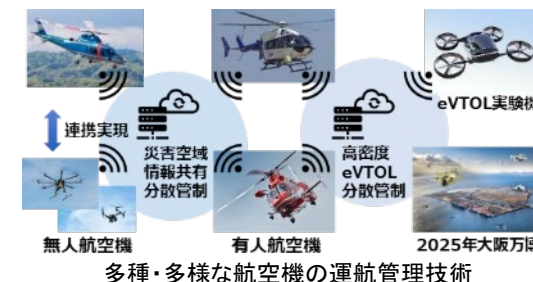 eVTOL実験機
連携実現
災害空域
情報共有
分散管制
高密度
eVTOL
分散管制
無人航空機
有人航空機
2025年大阪万博
多種・多様な航空機の運航管理技術